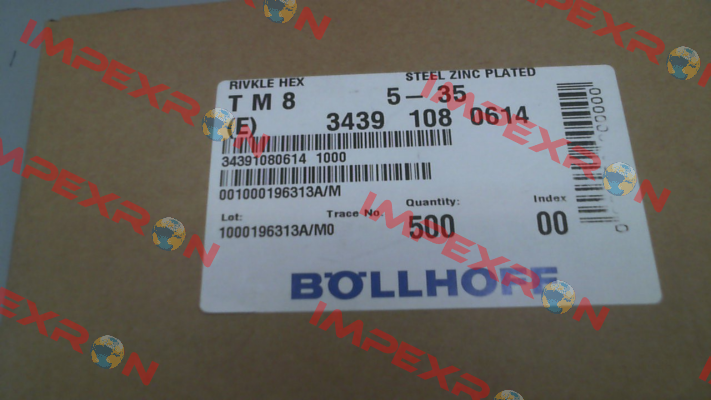 RIVKLE HEX STEEL ZINC PLATED
T M 8 5 – 35
(E) 3439 108 0614
34391080614 1000
001000196313A/M
Lot: Trace No. Quantity: Index
1000196313A/M0 500 00
BÖLLHOFF
IMPEXRON
IMPEXRON
IMPEXRON
IMPEXRON
IMPEXRON
IMPEXRON
IMPEXRON